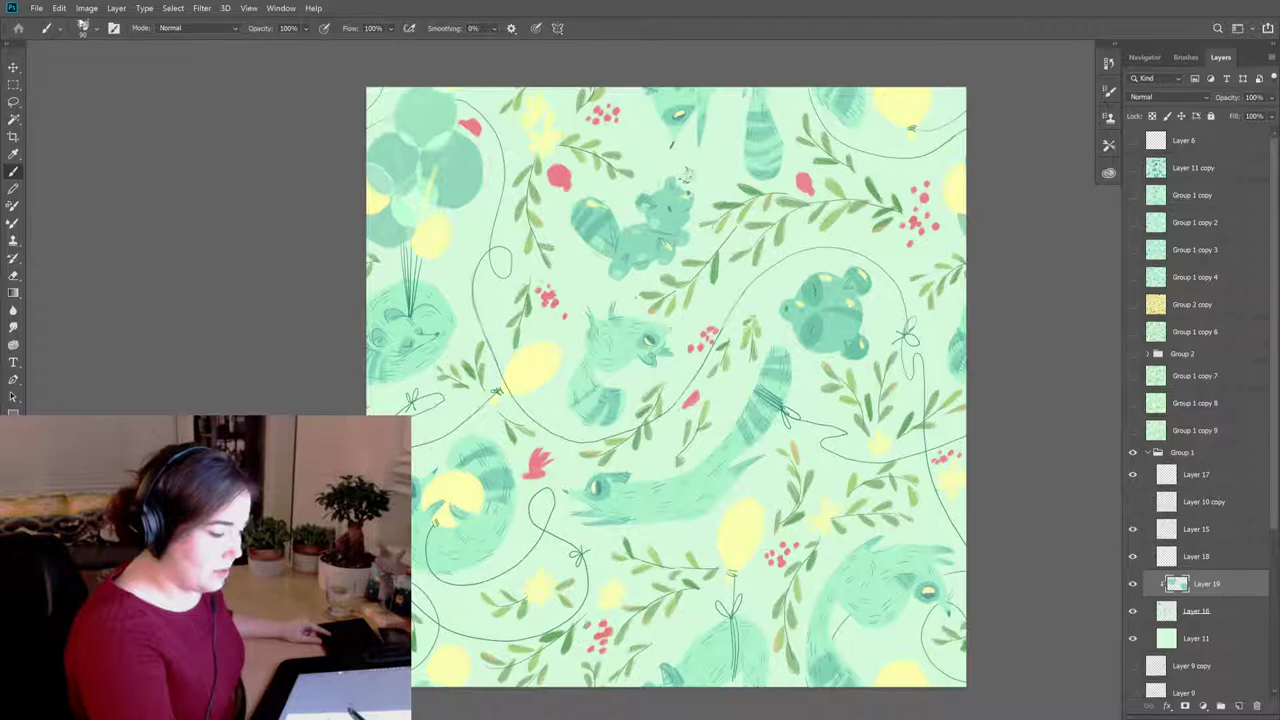 Ps File Edit Image Layer Type Select Filter 3D View Window Help
90 Mode: Normal Opacity: 100% Flow: 100% Smoothing: 0%
Navigator Brushes Layers
Kind
Normal Opacity: 100%
Lock: Fill: 100%
Layer 6
Layer 11 copy
Group 1 copy
Group 1 copy 2
Group 1 copy 3
Group 1 copy 4
Group 2 copy
Group 1 copy 6
Group 2
Group 1 copy 7
Group 1 copy 8
Group 1 copy 9
Group 1
Layer 17
Layer 10 copy
Layer 15
Layer 18
Layer 19
Layer 16
Layer 11
Layer 9 copy
Layer 9
fx